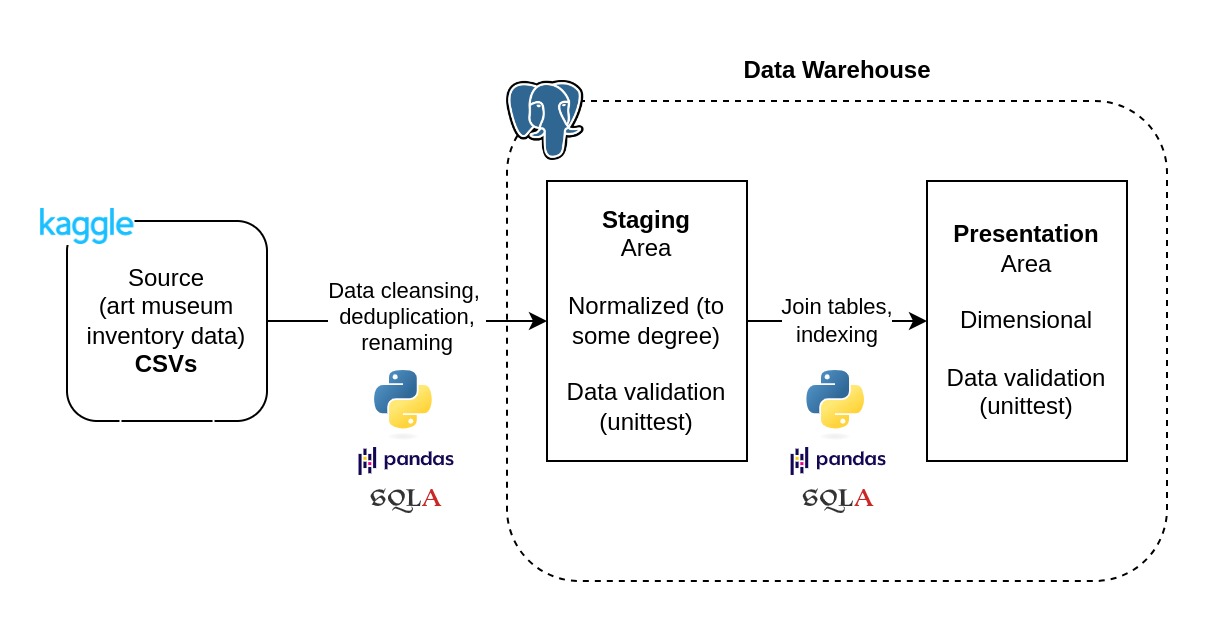 Data Warehouse
kaggle
Source
(art museum
inventory data)
CSVs
Data cleansing,
deduplication,
renaming
pandas
SQLA
Staging
Area
Normalized (to
some degree)
Data validation
(unittest)
Join tables,
indexing
pandas
SQLA
Presentation
Area
Dimensional
Data validation
(unittest)